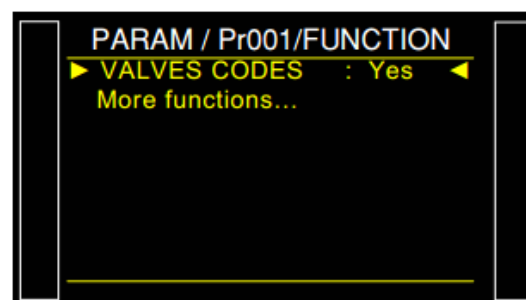 PARAM / Pr001/FUNCTION
► VALVES CODES : Yes ◄
More functions...